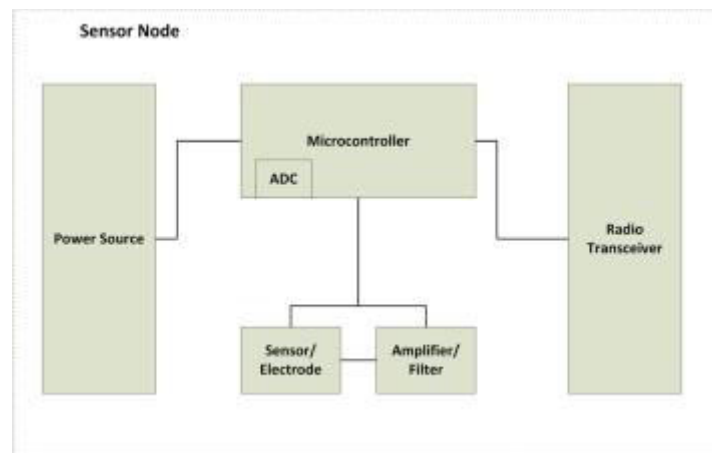 Sensor Node
Microcontroller
ADC
Power Source
Radio
Transceiver
Sensor/
Electrode
Amplifier/
Filter